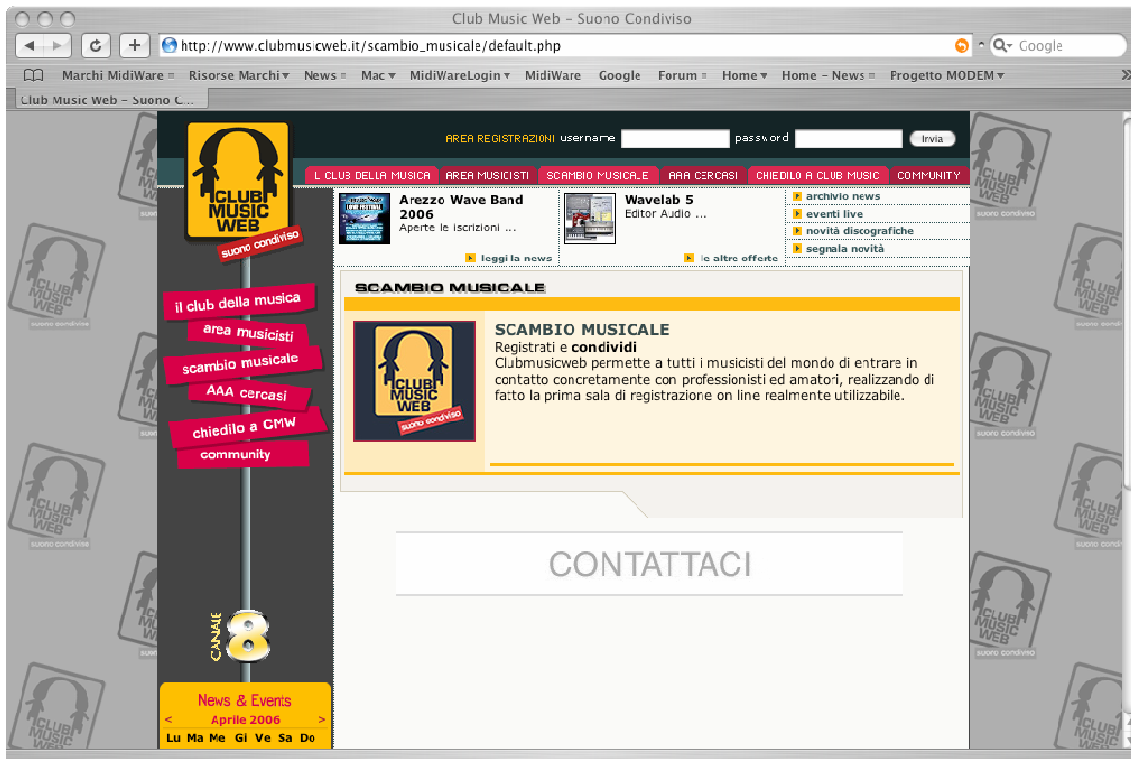 Club Music Web – Suono Condiviso
http://www.clubmusicweb.it/scambio_musicale/default.php
Google
Marchi MidiWare Risorse Marchi News Mac MidiWareLogin MidiWare Google Forum Home Home – News Progetto MODEM
Club Music Web – Suono C...
AREA REGISTRAZIONI username password Invia
IL CLUB DELLA MUSICA AREA MUSICISTI SCAMBIO MUSICALE AAA CERCASI CHIEDILO A CLUB MUSIC COMMUNITY
CLUB
MUSIC
WEB
suono condiviso
Arezzo Wave Band
2006
Aperte le iscrizioni ...
leggi la news
Wavelab 5
Editor Audio ...
le altre offerte
archivio news
eventi live
novità discografiche
segnala novità
il club della musica
area musicisti
scambio musicale
AAA cercasi
chiedilo a CMW
community
SCAMBIO MUSICALE
CLUB
MUSIC
WEB
suono condiviso
SCAMBIO MUSICALE
Registrati e condividi
Clubmusicweb permette a tutti i musicisti del mondo di entrare in
contatto concretamente con professionisti ed amatori, realizzando di
fatto la prima sala di registrazione on line realmente utilizzabile.
CONTATTACI
CANALE 8
News & Events
< Aprile 2006 >
Lu Ma Me Gi Ve Sa Do